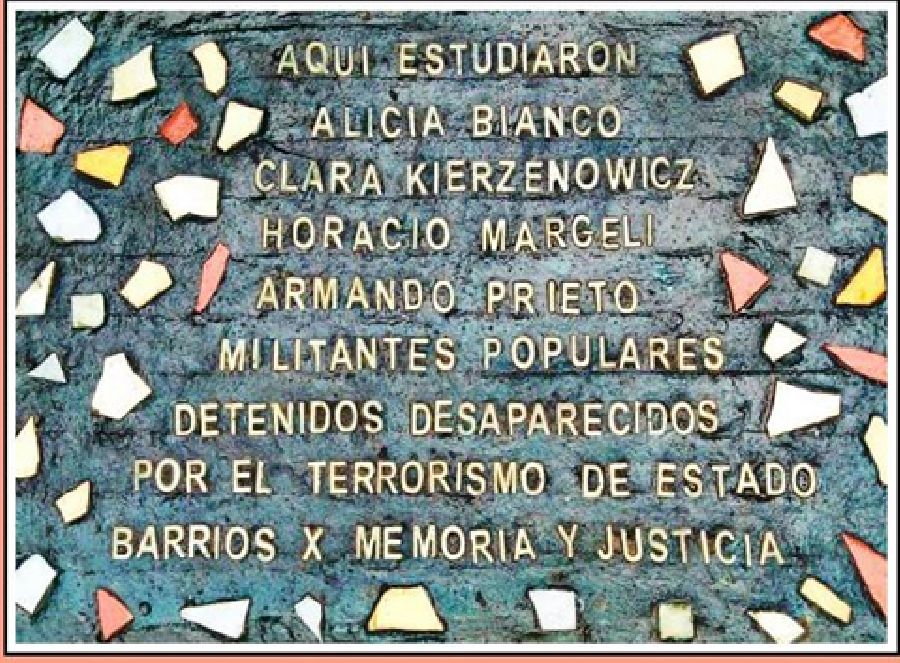 AQUI ESTUDIARON
ALICIA BIANCO
CLARA KIERZENOWICZ
HORACIO MARGELI
ARMANDO PRIETO
MILITANTES POPULARES
DETENIDOS DESAPARECIDOS
POR EL TERRORISMO DE ESTADO
BARRIOS X MEMORIA Y JUSTICIA